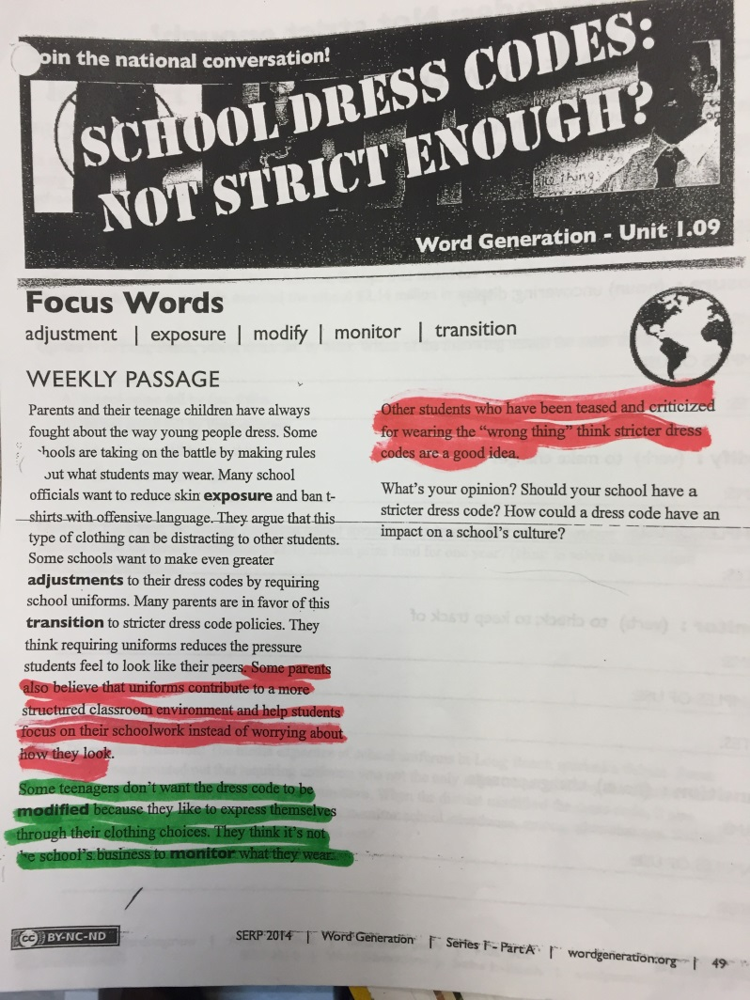 oin the national conversation!
SCHOOL DRESS CODES:
NOT STRICT ENOUGH?
to things
Word Generation - Unit 1.09
Focus Words
adjustment | exposure | modify | monitor | transition
WEEKLY PASSAGE
Parents and their teenage children have always
fought about the way young people dress. Some
hools are taking on the battle by making rules
out what students may wear. Many school
officials want to reduce skin exposure and ban t-
shirts with offensive language. They argue that this
type of clothing can be distracting to other students.
Some schools want to make even greater
adjustments to their dress codes by requiring
school uniforms. Many parents are in favor of this
transition to stricter dress code policies. They
think requiring uniforms reduces the pressure
students feel to look like their peers. Some parents
also believe that uniforms contribute to a more
structured classroom environment and help students
focus on their schoolwork instead of worrying about
how they look.
Some teenagers don't want the dress code to be
modified because they like to express themselves
through their clothing choices. They think it's not
he school's business to monitor what they wear.
Other students who have been teased and criticized
for wearing the "wrong thing" think stricter dress
codes are a good idea.
What's your opinion? Should your school have a
stricter dress code? How could a dress code have an
impact on a school's culture?
cc BY-NC-ND
SERP 2014 | Word Generation | Series 1 - Part A | wordgeneration.org | 49